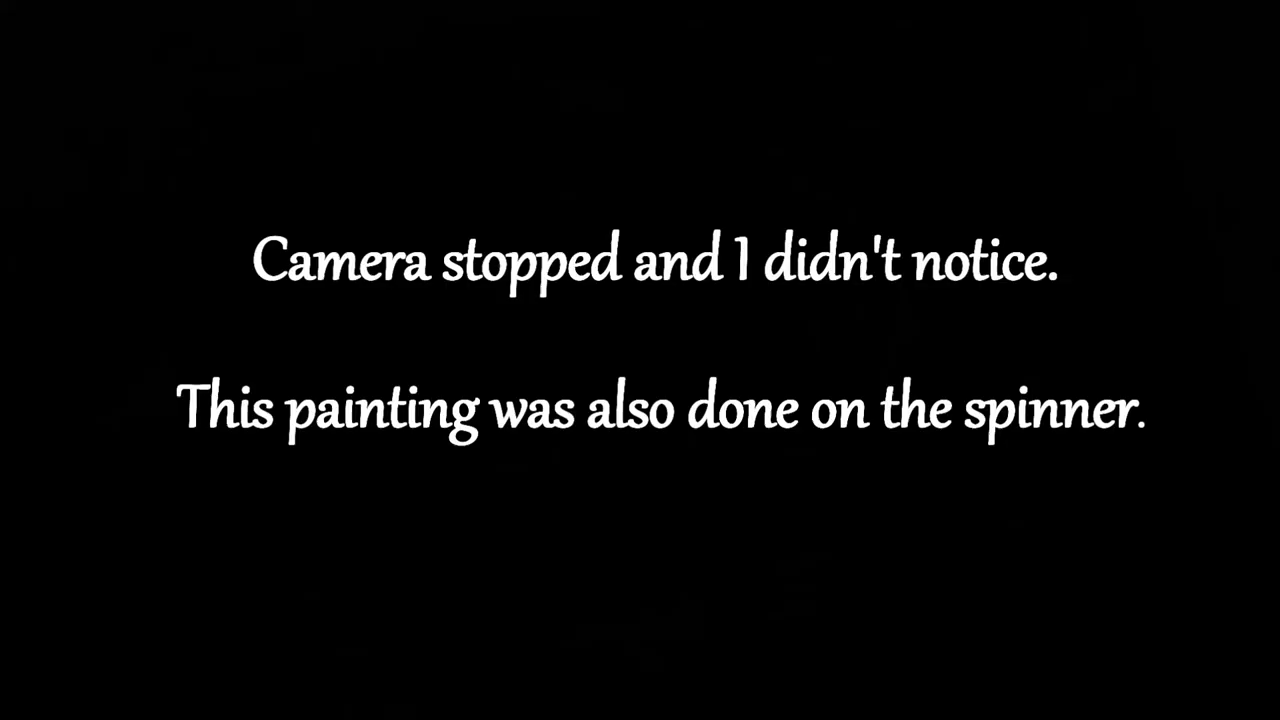 Camera stopped and I didn't notice.
This painting was also done on the spinner.